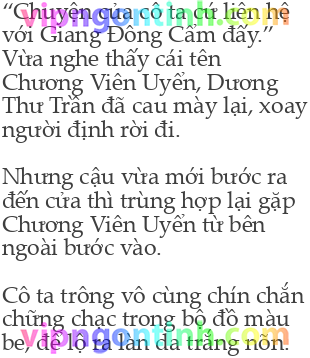 “Chuyện của cô ta cứ liên hệ
với Giang Đông Cẩm đấy.”
Vừa nghe thấy cái tên
Chương Viên Uyển, Dương
Thư Trần đã cau mày lại, xoay
người định rời đi.

Nhưng cậu vừa mới bước ra
đến cửa thì trùng hợp lại gặp
Chương Viên Uyển từ bên
ngoài bước vào.

Cô ta trông vô cùng chín chắn
chững chạc trong bộ đồ màu
be, để lộ ra làn da trắng nõn.
vipngontinh.com
vipngontinh.com